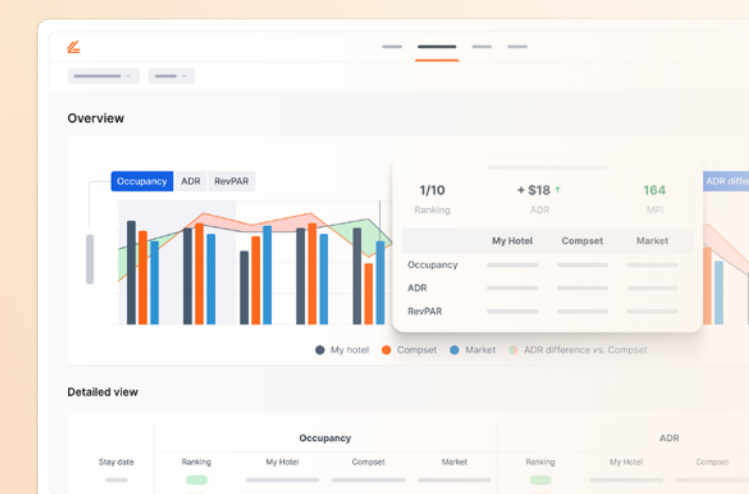 Overview
Occupancy ADR RevPAR
1/10 + $18 ↑ 164
Ranking ADR MPI
ADR diffe
My Hotel Compset Market
Occupancy
ADR
RevPAR
My hotel Compset Market ADR difference vs. Compset
Detailed view
Occupancy ADR
Stay date Ranking My Hotel Compset Market Ranking My Hotel Compset